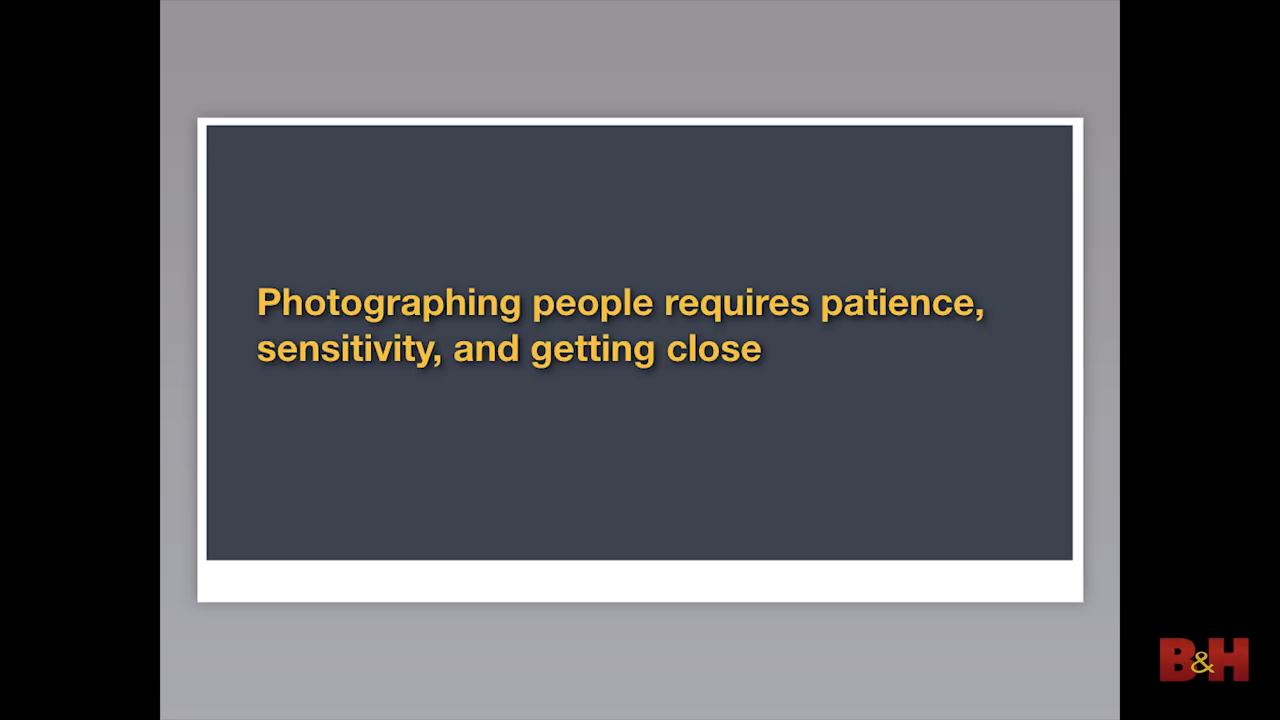 Photographing people requires patience,
sensitivity, and getting close
B&H